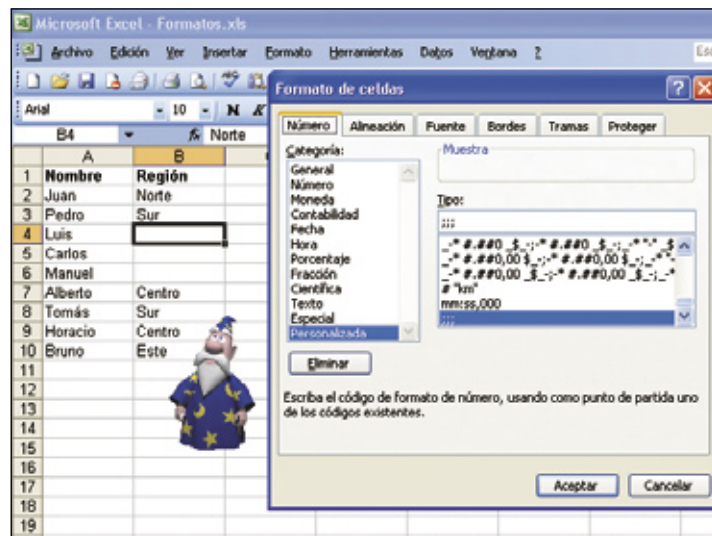 Microsoft Excel - Formatos.xls
Archivo Edición Ver Insertar Formato Herramientas Datos Ventana ?
Arial 10 N K
B4 fx Norte
A B
1 Nombre Región
2 Juan Norte
3 Pedro Sur
4 Luis
5 Carlos
6 Manuel
7 Alberto Centro
8 Tomás Sur
9 Horacio Centro
10 Bruno Este
11
12
13
14
15
16
17
18
19
Formato de celdas
Número Alineación Fuente Bordes Tramas Proteger
Categoría:
General
Número
Moneda
Contabilidad
Fecha
Hora
Porcentaje
Fracción
Científica
Texto
Especial
Personalizada
Muestra
Tipo:
;;;
# "km"
mm:ss,000
;;;
Eliminar
Escriba el código de formato de número, usando como punto de partida uno
de los códigos existentes.
Aceptar Cancelar